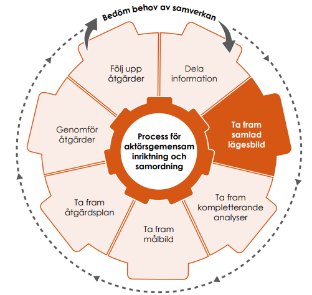 Bedöm behov av samverkan
Följ upp
åtgärder
Dela
information
Ta fram
samlad
lägesbild
Ta fram
kompletterande
analyser
Ta fram
målbild
Ta fram
åtgärdsplan
Genomför
åtgärder
Process för
aktörsgemensam
inriktning och
samordning